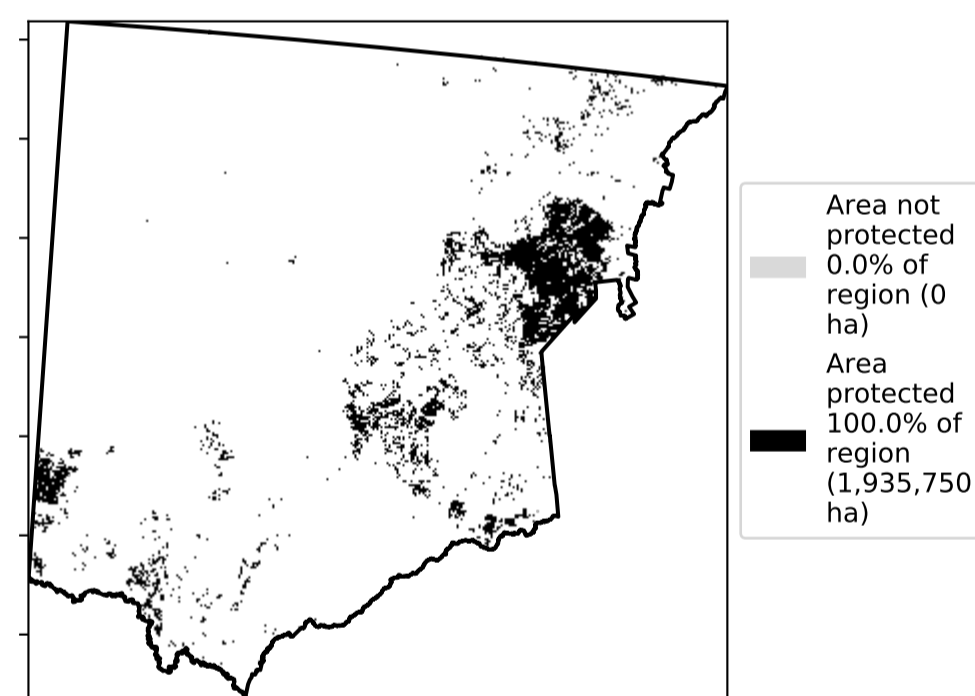 Area not
protected
0.0% of
region (0
ha)
Area
protected
100.0% of
region
(1,935,750
ha)